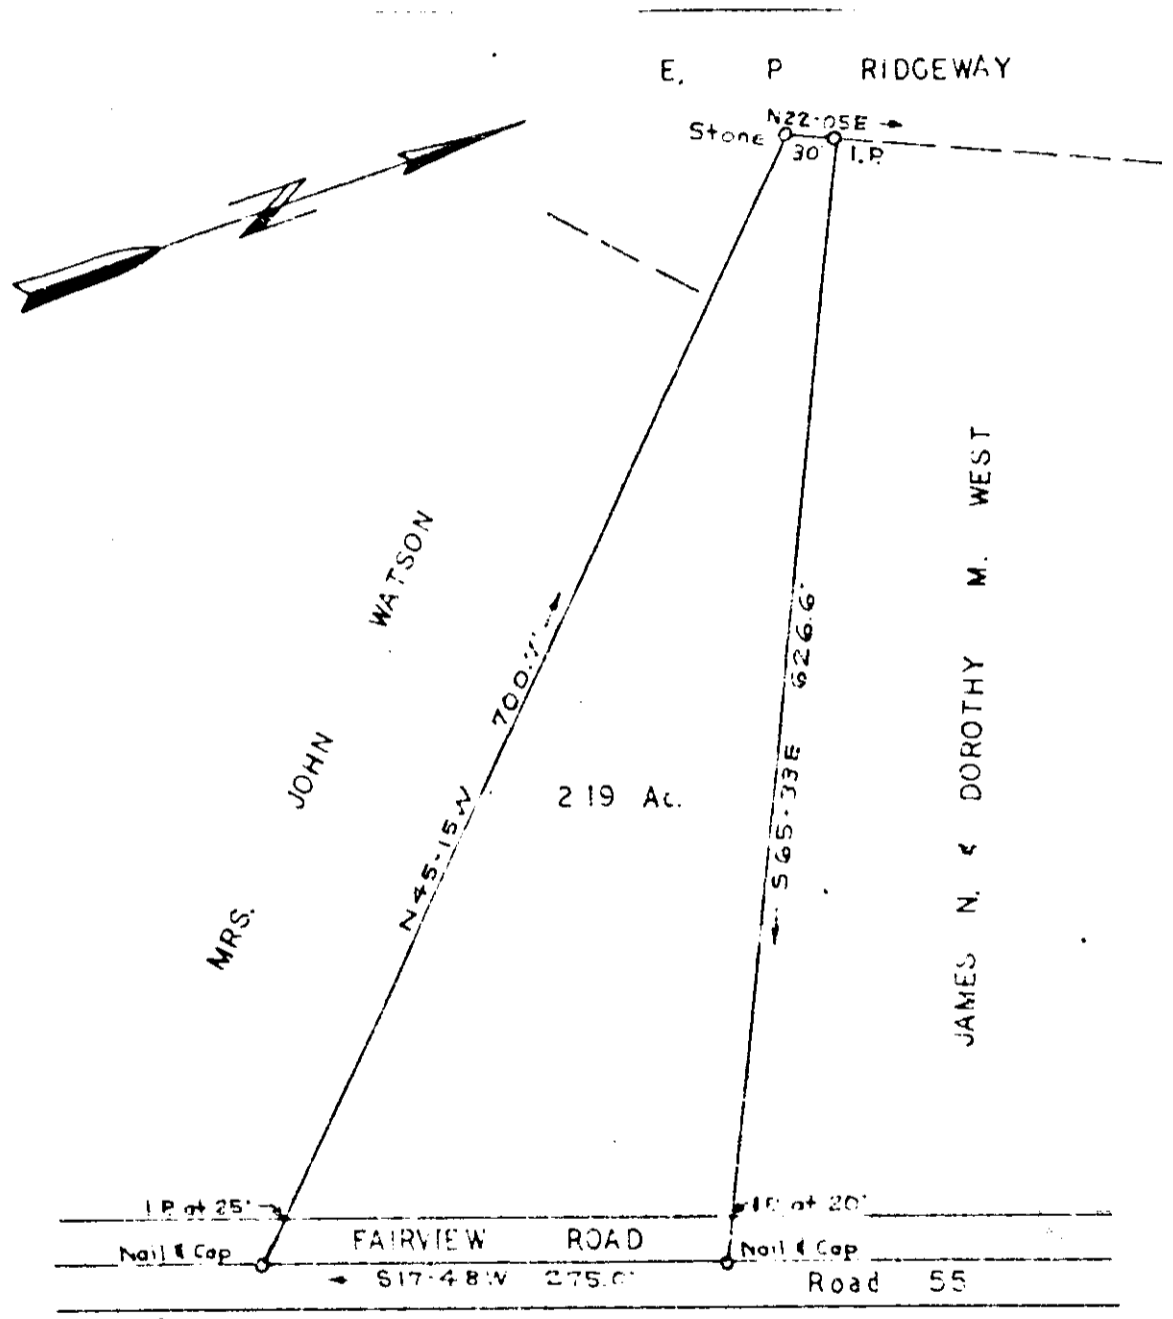 E. P RIDGEWAY
N22-05E
Stone
30' I.P.
MRS. JOHN WATSON
N45-15W
2.19 Ac.
S65-33E 626.6'
JAMES N. & DOROTHY M. WEST
I.P. at 25'
I.P. at 20'
FAIRVIEW ROAD
Nail & Cap
Nail & Cap
S17-48W 275.0'
Road 55